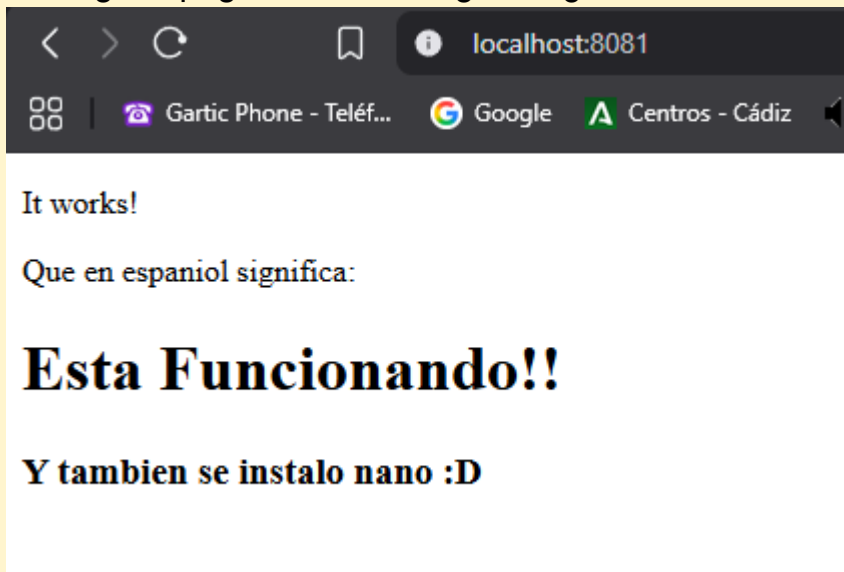 localhost:8081
Gartic Phone - Teléf... Google Centros - Cádiz
It works!
Que en espaniol significa:
Esta Funcionando!!
Y tambien se instalo nano :D